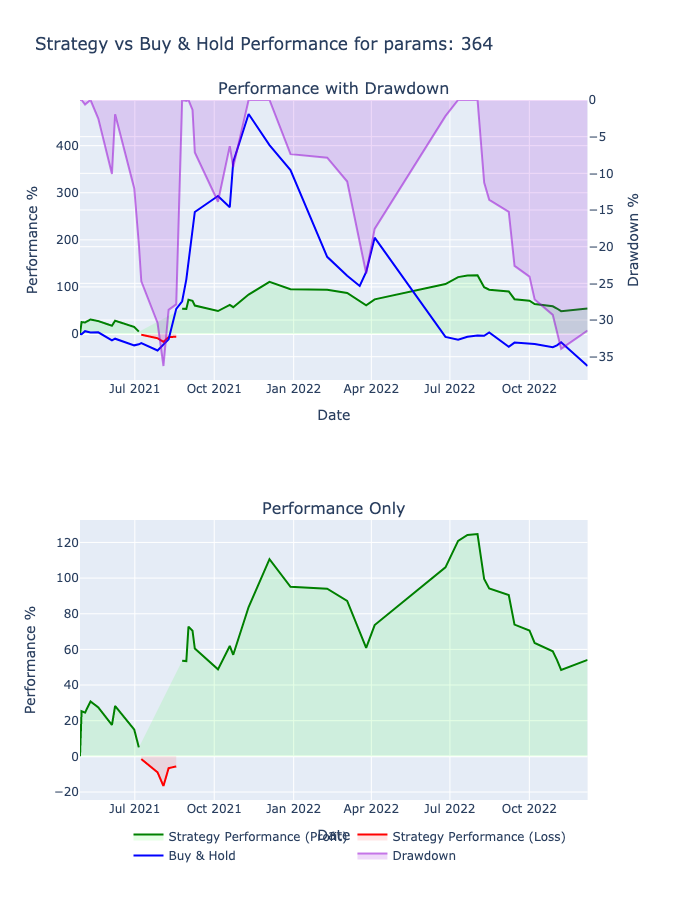 Strategy vs Buy & Hold Performance for params: 364
Performance with Drawdown
Performance %
400
300
200
100
0
0
−5
−10
−15
−20
−25
−30
−35
Drawdown %
Jul 2021 Oct 2021 Jan 2022 Apr 2022 Jul 2022 Oct 2022
Date
Performance Only
Performance %
120
100
80
60
40
20
0
−20
Jul 2021 Oct 2021 Jan 2022 Apr 2022 Jul 2022 Oct 2022
Date
Strategy Performance (Profit) Strategy Performance (Loss)
Buy & Hold Drawdown